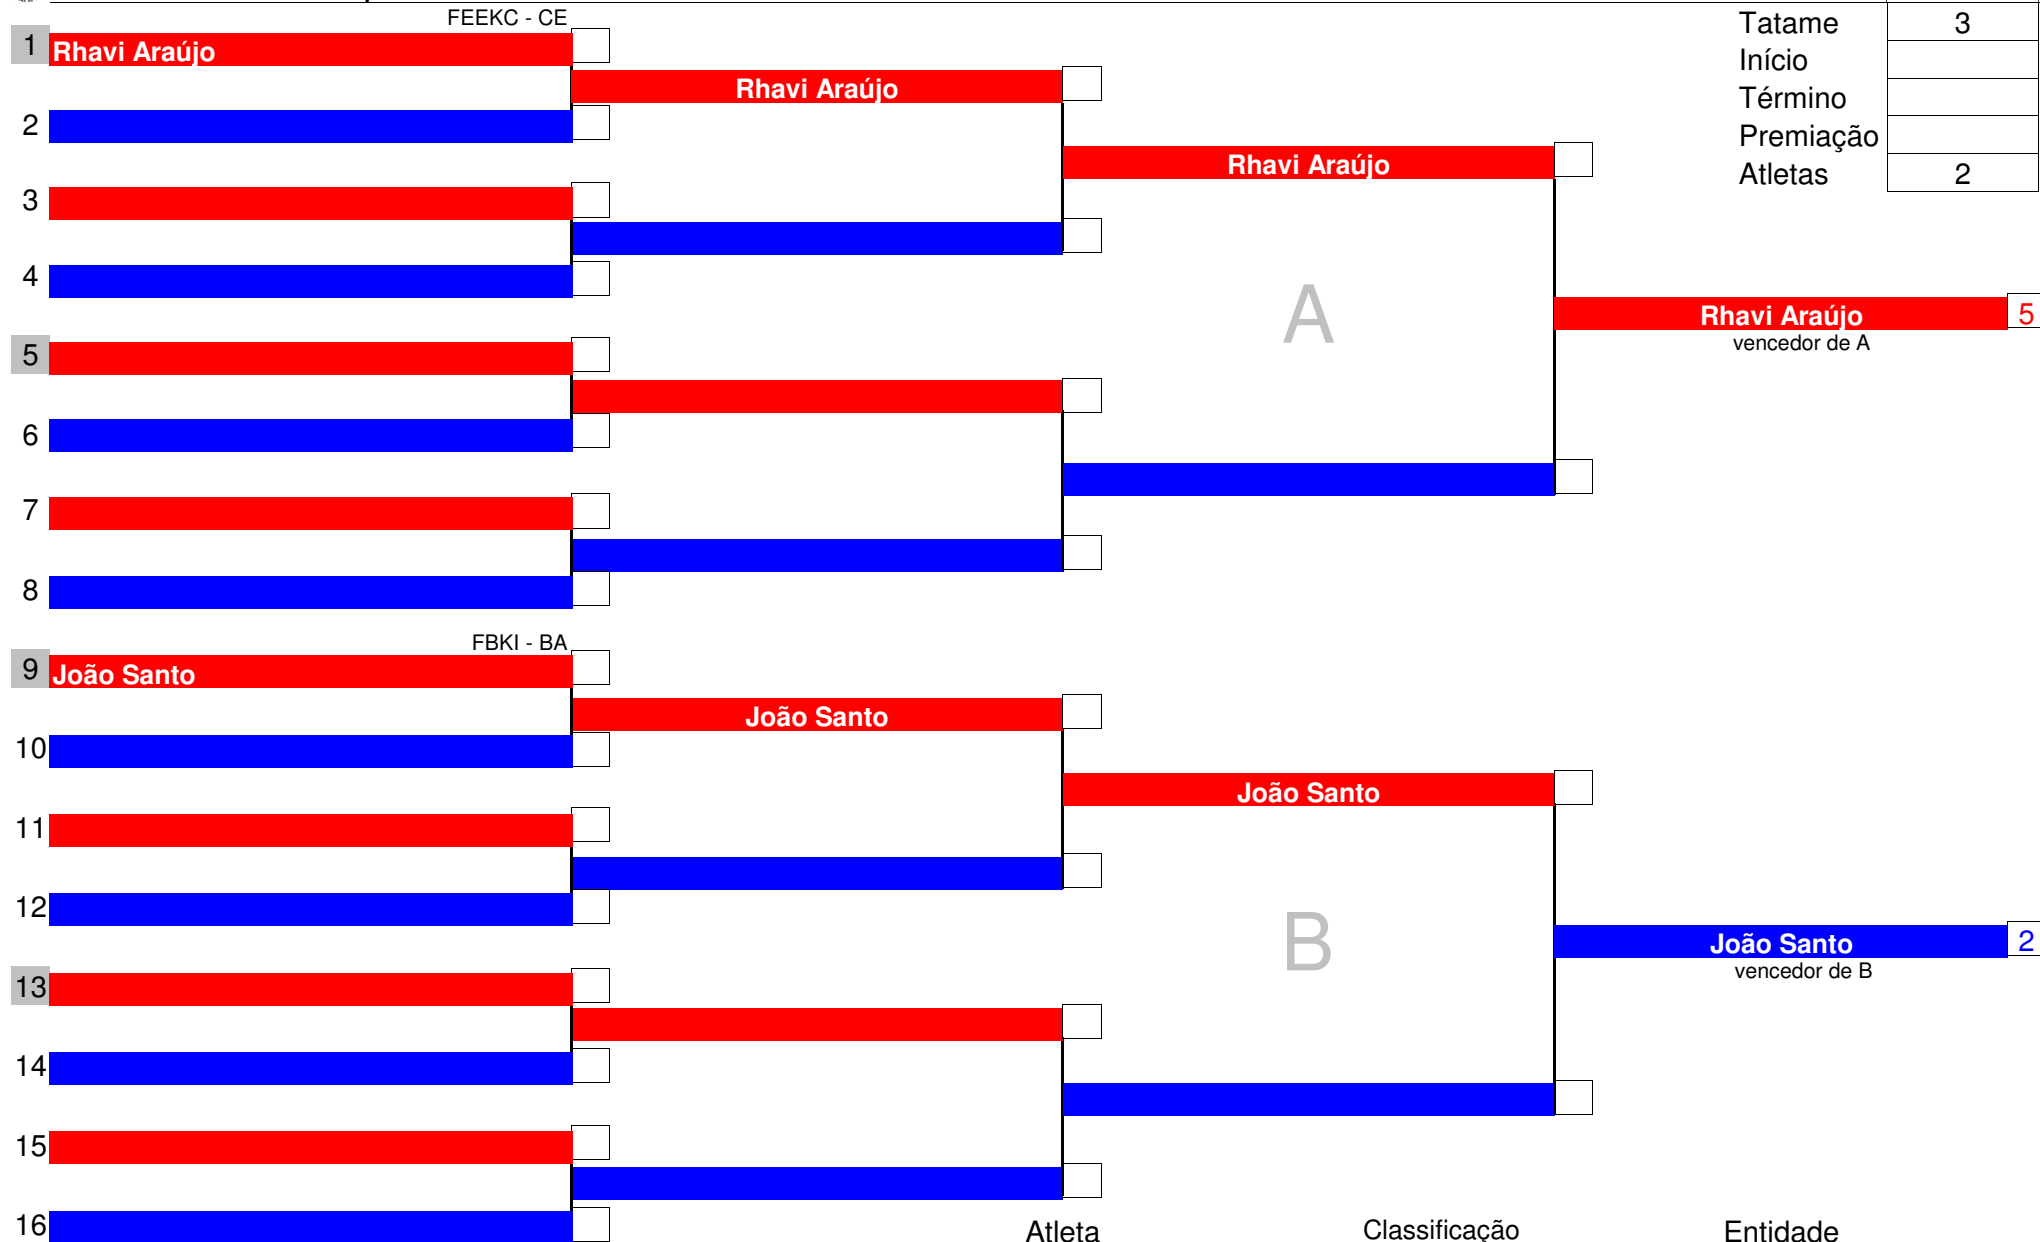 FEEKC - CE
Tatame 3
1 Rhavi Araújo
Início
Rhavi Araújo
Término
2
Premiação
Rhavi Araújo
Atletas 2
3
4
A
Rhavi Araújo 5
vencedor de A
5
6
7
8
FBKI - BA
9 João Santo
João Santo
10
João Santo
11
12
B
João Santo 2
vencedor de B
13
14
15
16
Atleta Classificação Entidade